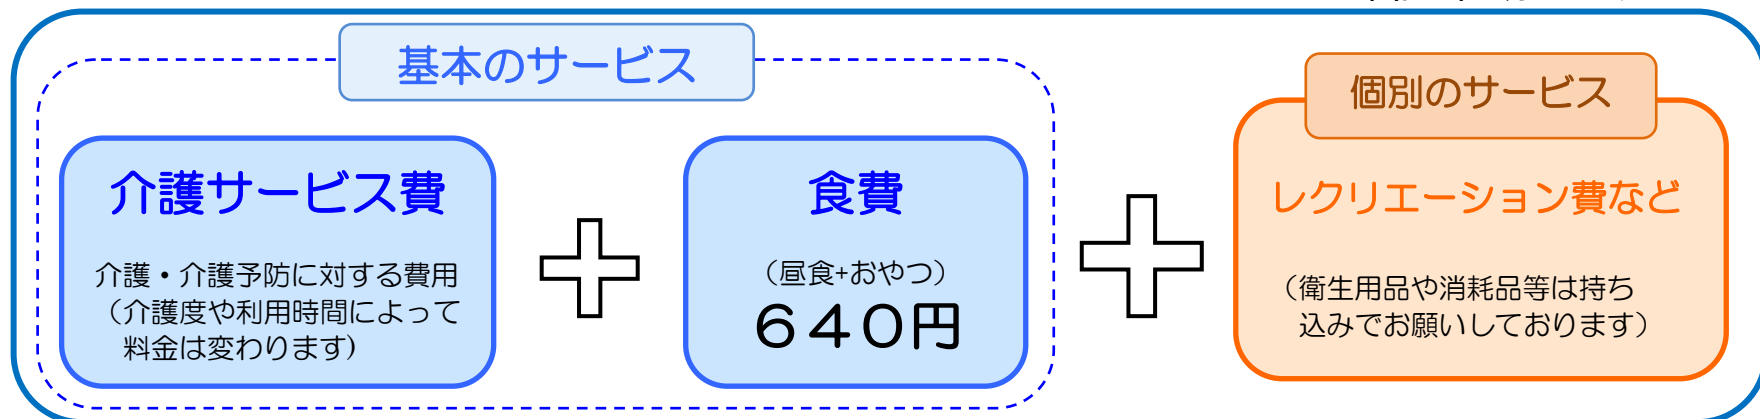 基本のサービス
介護サービス費
介護・介護予防に対する費用
（介護度や利用時間によって
料金は変わります）
食費
（昼食+おやつ）
６４０円
個別のサービス
レクリエーション費など
（衛生用品や消耗品等は持ち
込みでお願いしております）